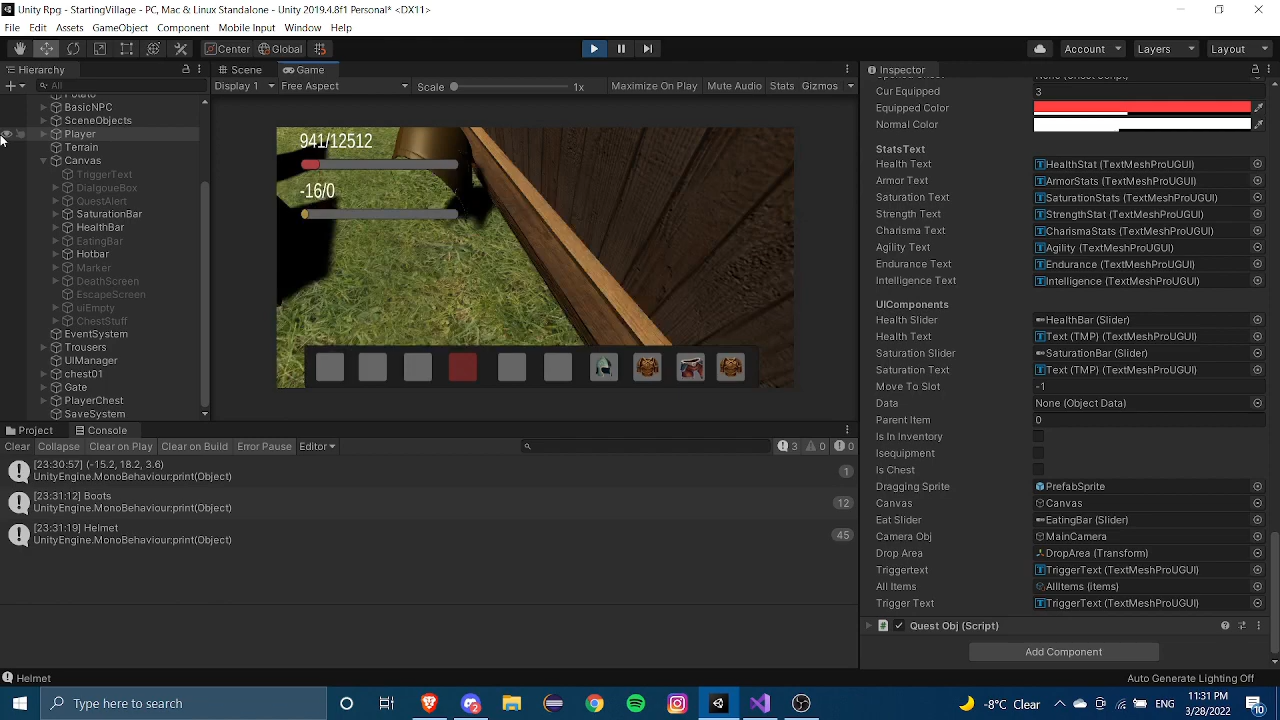 Unity Rpg - StartingVillage - PC, Mac & Linux Standalone - Unity 2019.4.8f1 Personal* <DX11>
File Edit Assets GameObject Component Window Help
Center Global Account Layers Layout
Hierarchy Scene Game Inspector
All Display 1 Free Aspect Scale 1x Maximize On Play Mute Audio Stats Gizmos
BasicNPC
SceneObjects
Player
Terrain
Canvas
TriggerText
DialgoueBox
QuestAlert
SaturationBar
HealthBar
EatingBar
Hotbar
Marker
DeathScreen
EscapeScreen
uiEmpty
ChestStuff
EventSystem
Trousers
UIManager
chest01
Gate
PlayerChest
SaveSystem
941/12512
-16/0
Cur Equipped 3
Equipped Color
Normal Color
StatsText
Health Text HealthStat (TextMeshProUGUI)
Armor Text ArmorStats (TextMeshProUGUI)
Saturation Text SaturationStats (TextMeshProUGUI)
Strength Text StrengthStat (TextMeshProUGUI)
Charisma Text CharismaStats (TextMeshProUGUI)
Agility Text Agility (TextMeshProUGUI)
Endurance Text Endurance (TextMeshProUGUI)
Intelligence Text Intelligence (TextMeshProUGUI)
UIComponents
Health Slider HealthBar (Slider)
Health Text Text (TMP) (TextMeshProUGUI)
Saturation Slider SaturationBar (Slider)
Saturation Text Text (TMP) (TextMeshProUGUI)
Move To Slot -1
Data None (Object Data)
Parent Item 0
Is In Inventory
Isequipment
Is Chest
Dragging Sprite PrefabSprite
Canvas Canvas
Eat Slider EatingBar (Slider)
Camera Obj MainCamera
Drop Area DropArea (Transform)
Triggertext TriggerText (TextMeshProUGUI)
All Items AllItems (items)
Trigger Text TriggerText (TextMeshProUGUI)
Quest Obj (Script)
Add Component
Project Console
Clear Collapse Clear on Play Clear on Build Error Pause Editor 3 0 0
[23:30:57] (-15.2, 18.2, 3.6)
UnityEngine.MonoBehaviour:print(Object) 1
[23:31:12] Boots
UnityEngine.MonoBehaviour:print(Object) 12
[23:31:19] Helmet
UnityEngine.MonoBehaviour:print(Object) 45
Helmet Auto Generate Lighting Off
Type here to search -8°C Clear 11:31 PM
3/28/2022